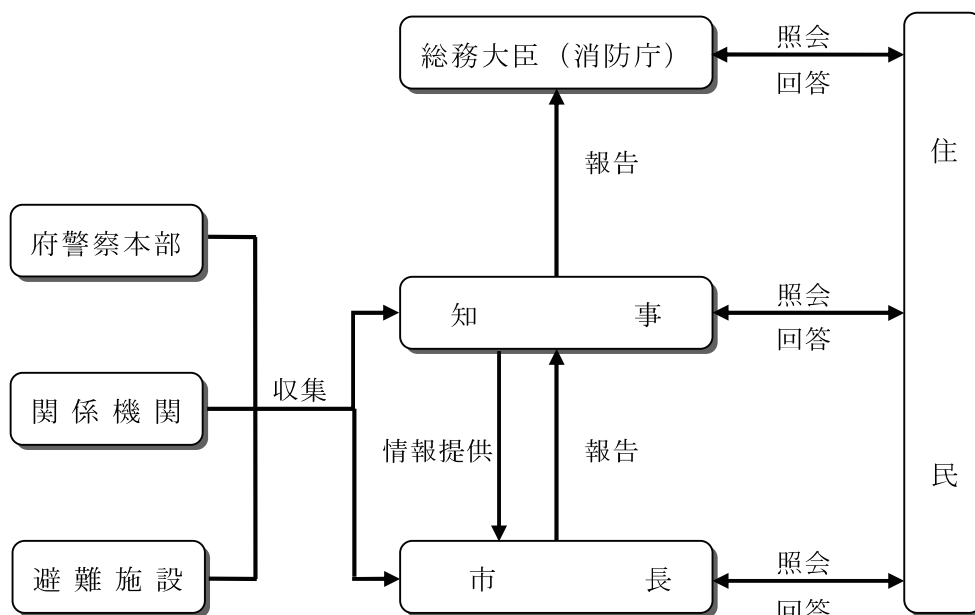 総務大臣（消防庁）
照会
回答
住民
報告
府警察本部
知事
照会
回答
関係機関
収集
情報提供
報告
避難施設
市長
照会
回答